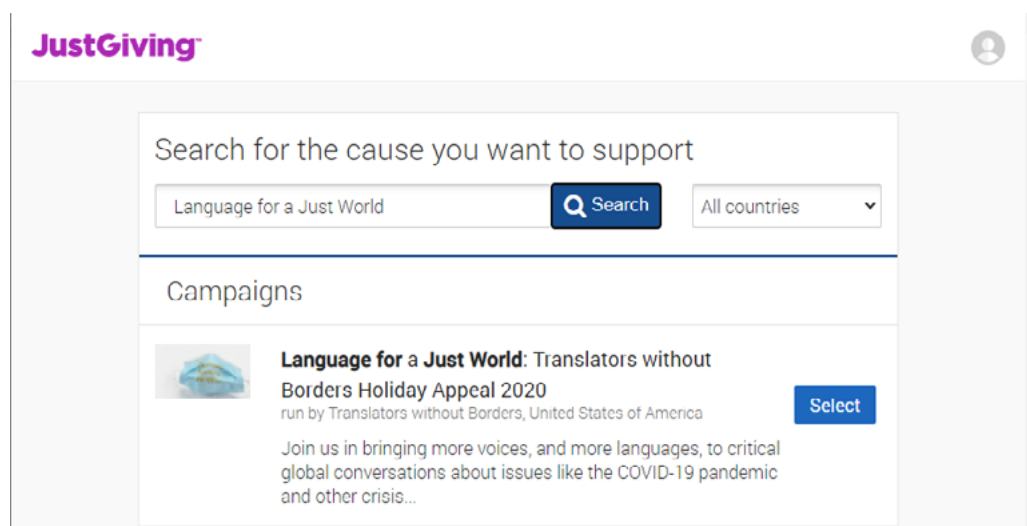 JustGiving™
Search for the cause you want to support
Language for a Just World
Search
All countries
Campaigns
Language for a Just World: Translators without
Borders Holiday Appeal 2020
run by Translators without Borders, United States of America
Select
Join us in bringing more voices, and more languages, to critical
global conversations about issues like the COVID-19 pandemic
and other crisis...